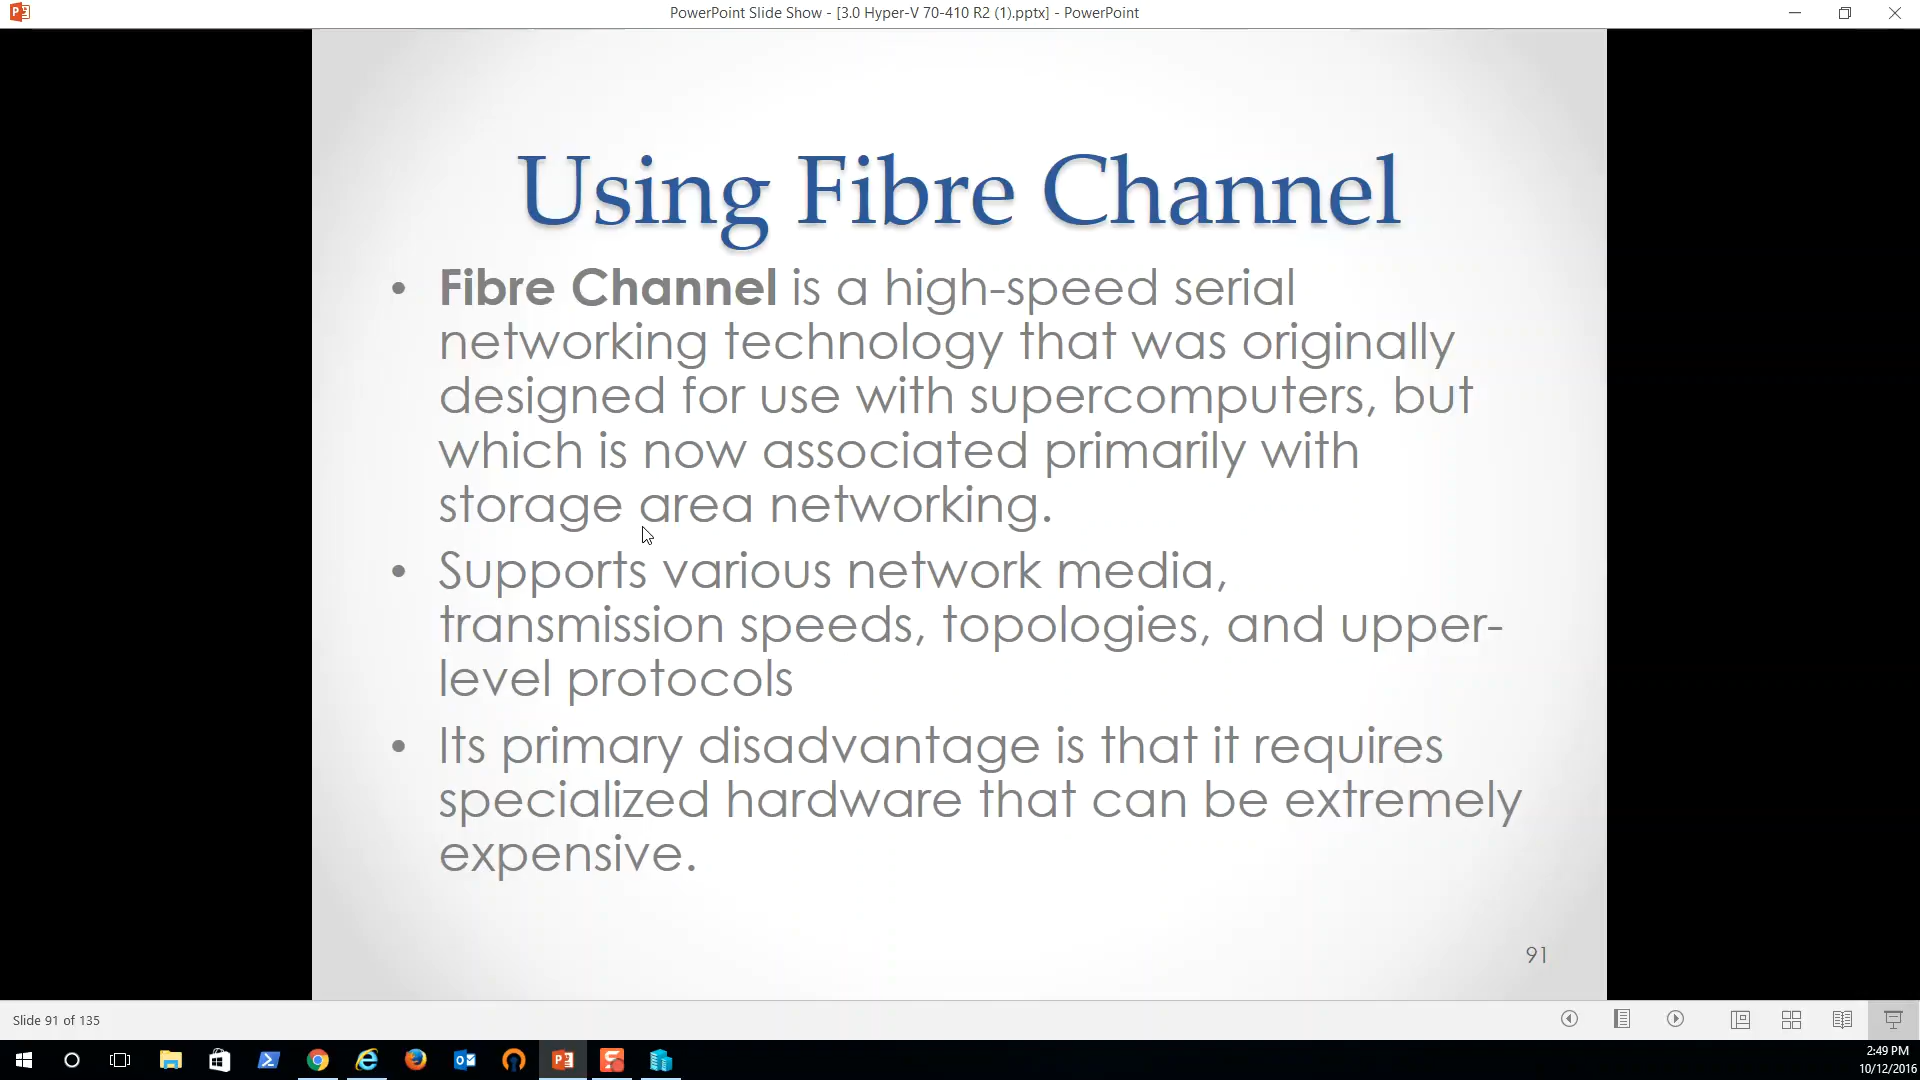 PowerPoint Slide Show - [3.0 Hyper-V 70-410 R2 (1).pptx] - PowerPoint
Using Fibre Channel
• Fibre Channel is a high-speed serial
networking technology that was originally
designed for use with supercomputers, but
which is now associated primarily with
storage area networking.
• Supports various network media,
transmission speeds, topologies, and upper-
level protocols
• Its primary disadvantage is that it requires
specialized hardware that can be extremely
expensive.
91
Slide 91 of 135
2:49 PM
10/12/2016